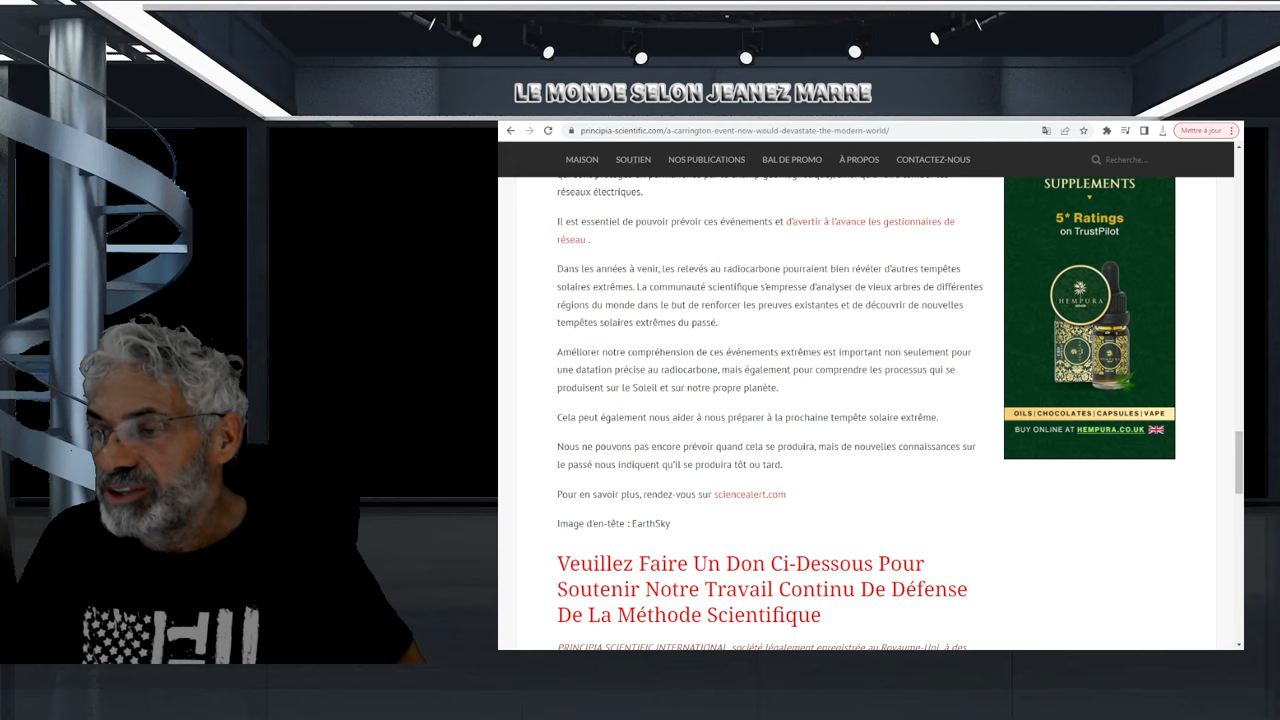 LE MONDE SELON JEANEZ MARRE
principia-scientific.com/a-carrington-event-now-would-devastate-the-modern-world/
Mettre à jour
MAISON SOUTIEN NOS PUBLICATIONS BAL DE PROMO À PROPOS CONTACTEZ-NOUS Recherche...
réseaux électriques.
Il est essentiel de pouvoir prévoir ces événements et d'avertir à l'avance les gestionnaires de
réseau .
Dans les années à venir, les relevés au radiocarbone pourraient bien révéler d'autres tempêtes
solaires extrêmes. La communauté scientifique s'empresse d'analyser de vieux arbres de différentes
régions du monde dans le but de renforcer les preuves existantes et de découvrir de nouvelles
tempêtes solaires extrêmes du passé.
Améliorer notre compréhension de ces événements extrêmes est important non seulement pour
une datation précise au radiocarbone, mais également pour comprendre les processus qui se
produisent sur le Soleil et sur notre propre planète.
Cela peut également nous aider à nous préparer à la prochaine tempête solaire extrême.
Nous ne pouvons pas encore prévoir quand cela se produira, mais de nouvelles connaissances sur
le passé nous indiquent qu'il se produira tôt ou tard.
Pour en savoir plus, rendez-vous sur sciencealert.com
Image d'en-tête : EarthSky
Veuillez Faire Un Don Ci-Dessous Pour
Soutenir Notre Travail Continu De Défense
De La Méthode Scientifique
PRINCIPIA SCIENTIFIC INTERNATIONAL, société légalement enregistrée au Royaume-Uni, à des
SUPPLEMENTS
5* Ratings
on TrustPilot
HEMPURA
OILS|CHOCOLATES|CAPSULES|VAPE
BUY ONLINE AT HEMPURA.CO.UK